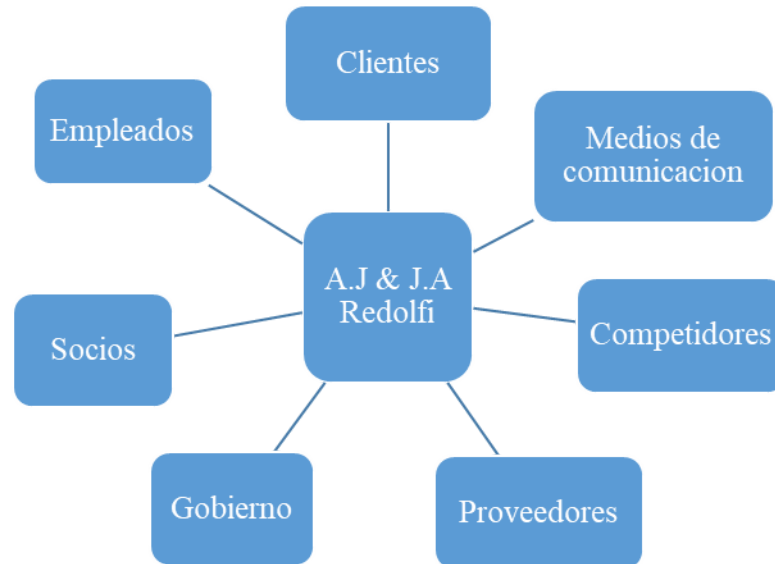 Clientes
Empleados
Medios de
comunicacion
A.J & J.A
Redolfi
Socios
Competidores
Gobierno
Proveedores